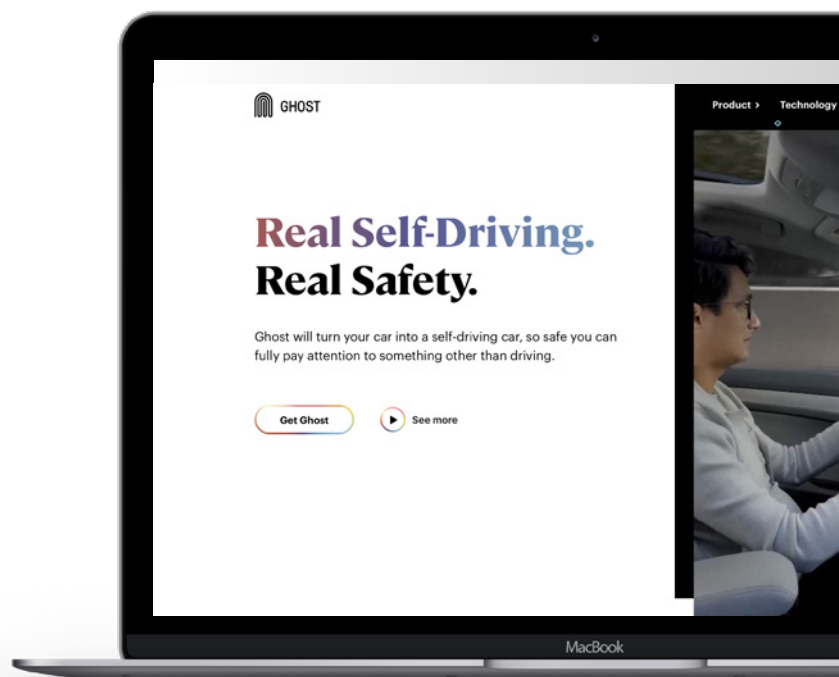 GHOST
Product > Technology
Real Self-Driving.
Real Safety.
Ghost will turn your car into a self-driving car, so safe you can
fully pay attention to something other than driving.
Get Ghost
See more
MacBook